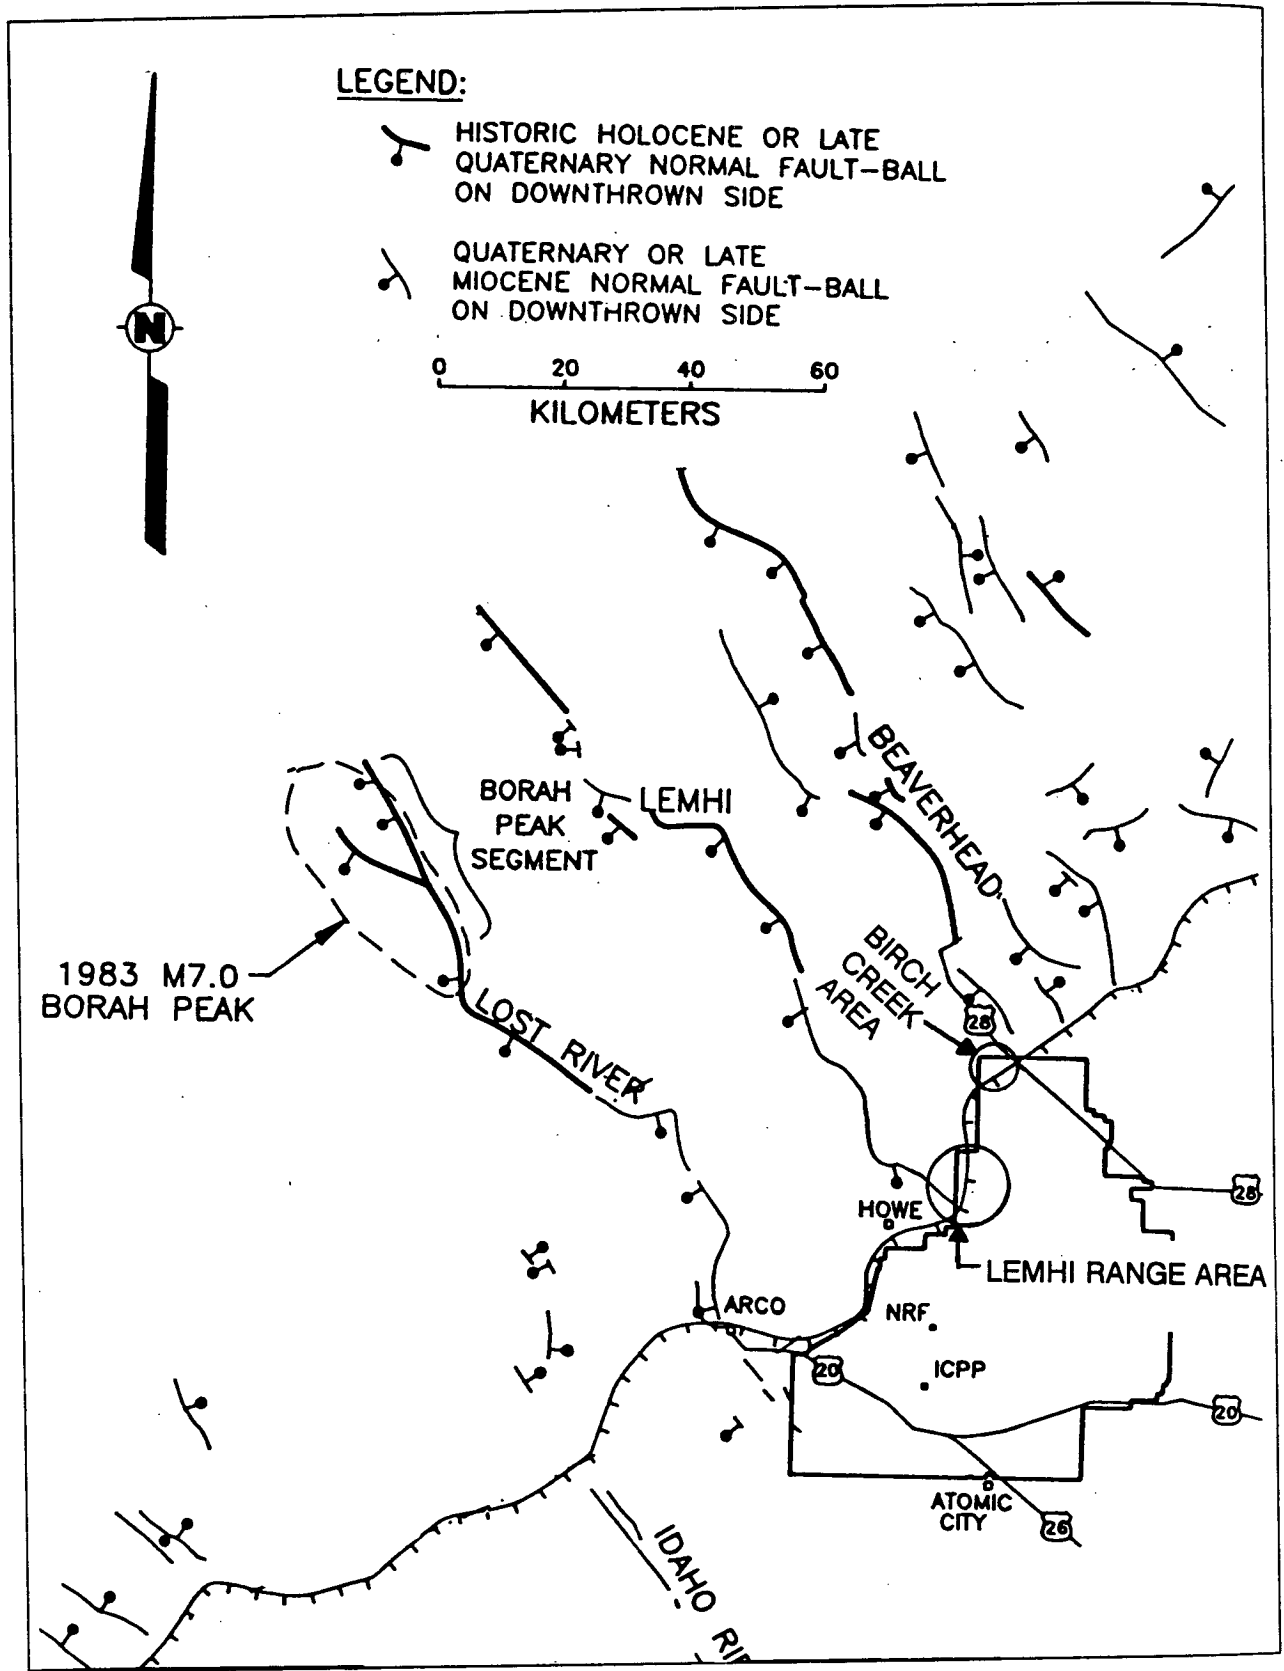 LEGEND:
HISTORIC HOLOCENE OR LATE
QUATERNARY NORMAL FAULT-BALL
ON DOWNTHROWN SIDE
QUATERNARY OR LATE
MIOCENE NORMAL FAULT-BALL
ON DOWNTHROWN SIDE
N
0 20 40 60
KILOMETERS
BEAVERHEAD
BORAH
PEAK
SEGMENT
LEMHI
1983 M7.0
BORAH PEAK
LOST RIVER
BIRCH
CREEK
AREA
28
28
HOWE
LEMHI RANGE AREA
ARCO
NRF
ICPP
20
20
ATOMIC
CITY
26
IDAHO